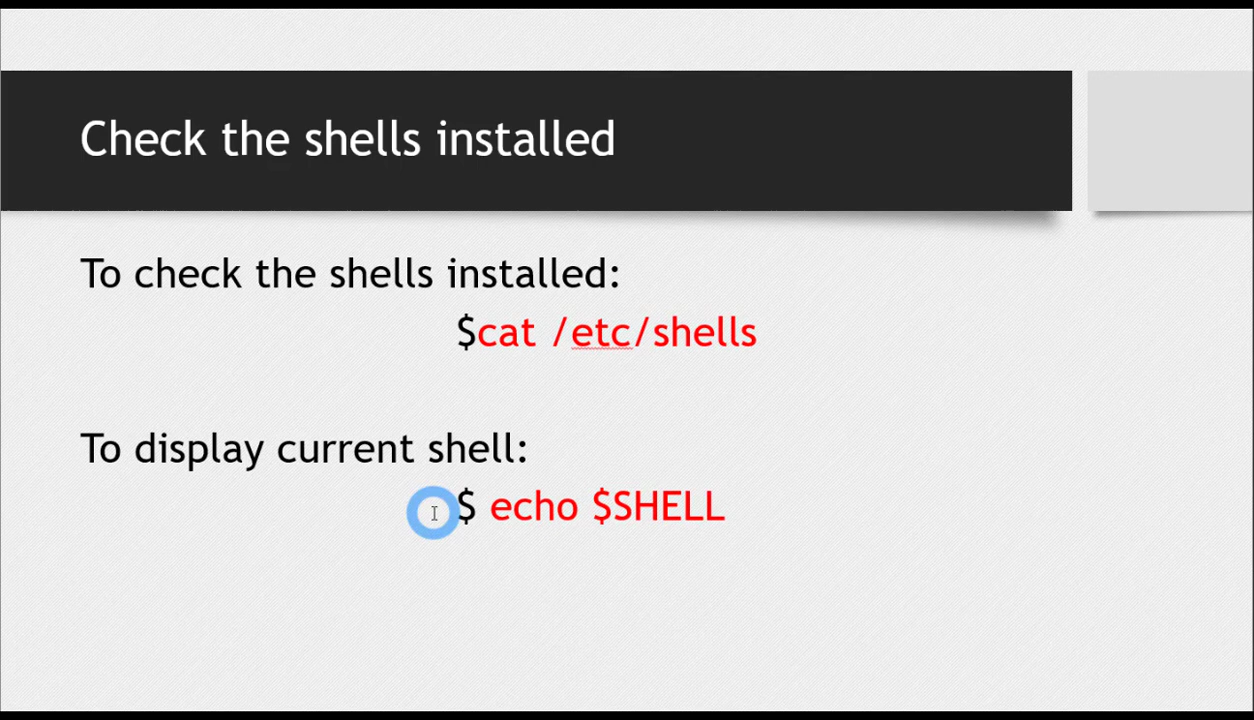 Check the shells installed
To check the shells installed:
$cat /etc/shells
To display current shell:
$ echo $SHELL